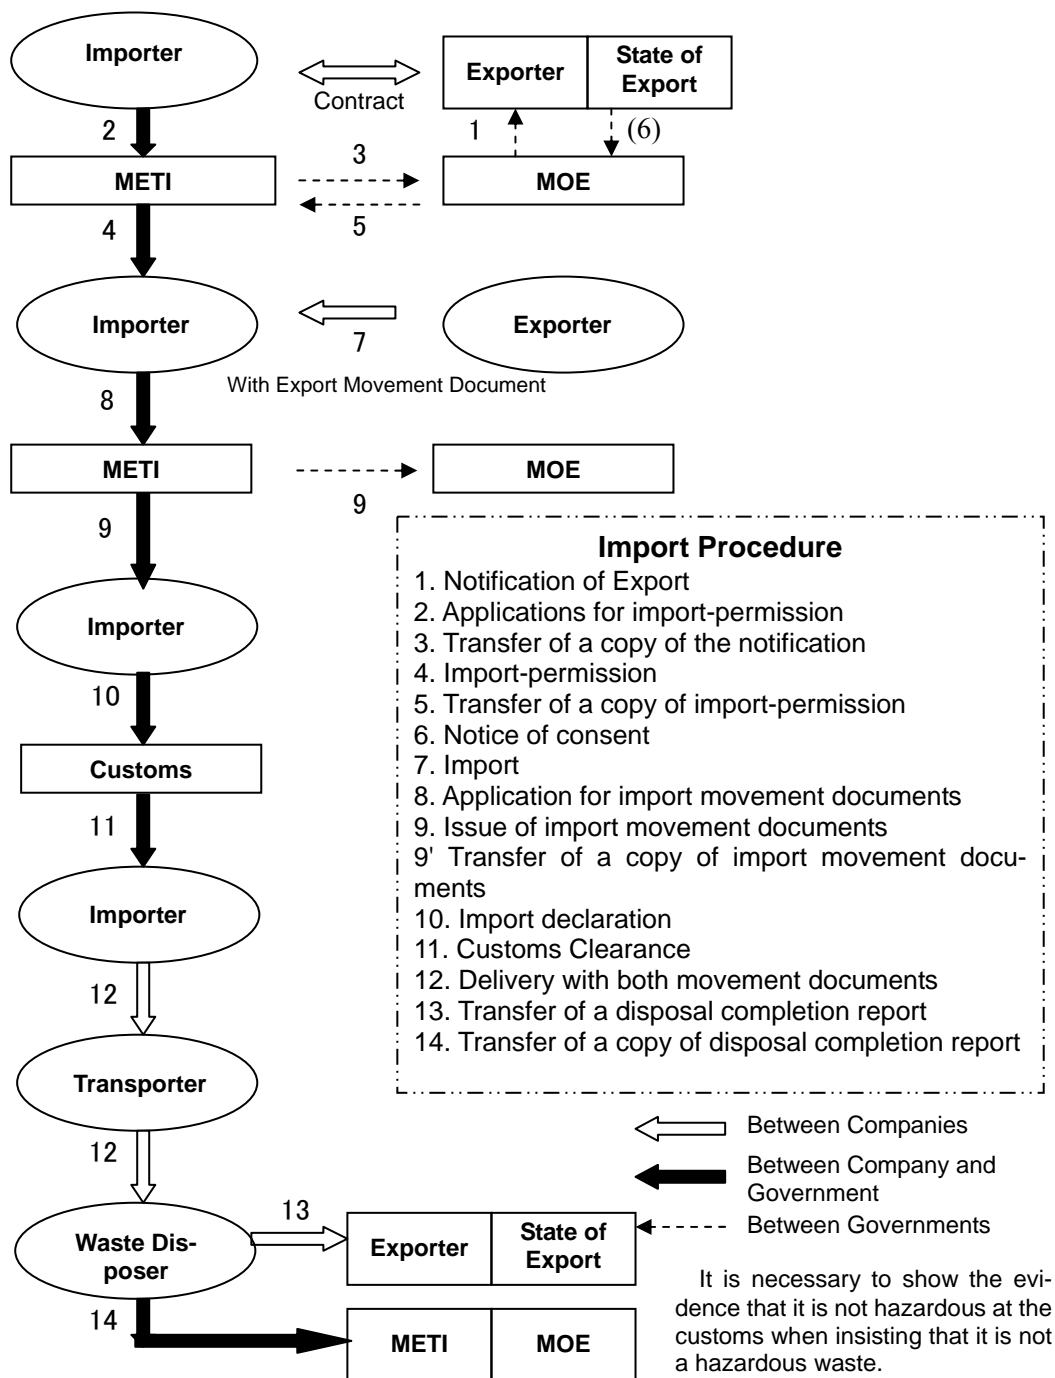 Importer
Exporter
State of
Export
Contract
2
1
(6)
METI
3
MOE
5
4
Importer
7
Exporter
With Export Movement Document
8
METI
9
MOE
9
Import Procedure
1. Notification of Export
2. Applications for import-permission
3. Transfer of a copy of the notification
4. Import-permission
5. Transfer of a copy of import-permission
6. Notice of consent
7. Import
8. Application for import movement documents
9. Issue of import movement documents
9' Transfer of a copy of import movement docu-
ments
10. Import declaration
11. Customs Clearance
12. Delivery with both movement documents
13. Transfer of a disposal completion report
14. Transfer of a copy of disposal completion report
Importer
10
Customs
11
Importer
12
Transporter
12
Waste Dis-
poser
13
Exporter
State of
Export
14
METI
MOE
Between Companies
Between Company and
Government
Between Governments
It is necessary to show the evi-
dence that it is not hazardous at the
customs when insisting that it is not
a hazardous waste.